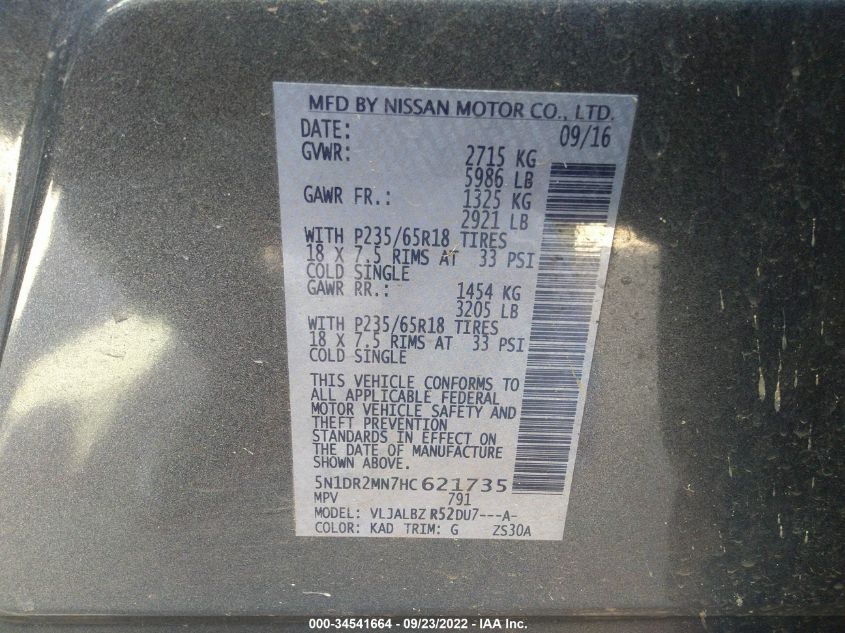 MFD BY NISSAN MOTOR CO., LTD.
DATE: 09/16
GVWR: 2715 KG
5986 LB
GAWR FR.: 1325 KG
2921 LB
WITH P235/65R18 TIRES
18 X 7.5 RIMS AT 33 PSI
COLD SINGLE
GAWR RR.: 1454 KG
3205 LB
WITH P235/65R18 TIRES
18 X 7.5 RIMS AT 33 PSI
COLD SINGLE
THIS VEHICLE CONFORMS TO
ALL APPLICABLE FEDERAL
MOTOR VEHICLE SAFETY AND
THEFT PREVENTION
STANDARDS IN EFFECT ON
THE DATE OF MANUFACTURE
SHOWN ABOVE.
5N1DR2MN7HC621735
MPV 791
MODEL: VLJALBZ R52DU7---A-
COLOR: KAD TRIM: G ZS30A
000-34541664 - 09/23/2022 - IAA Inc.